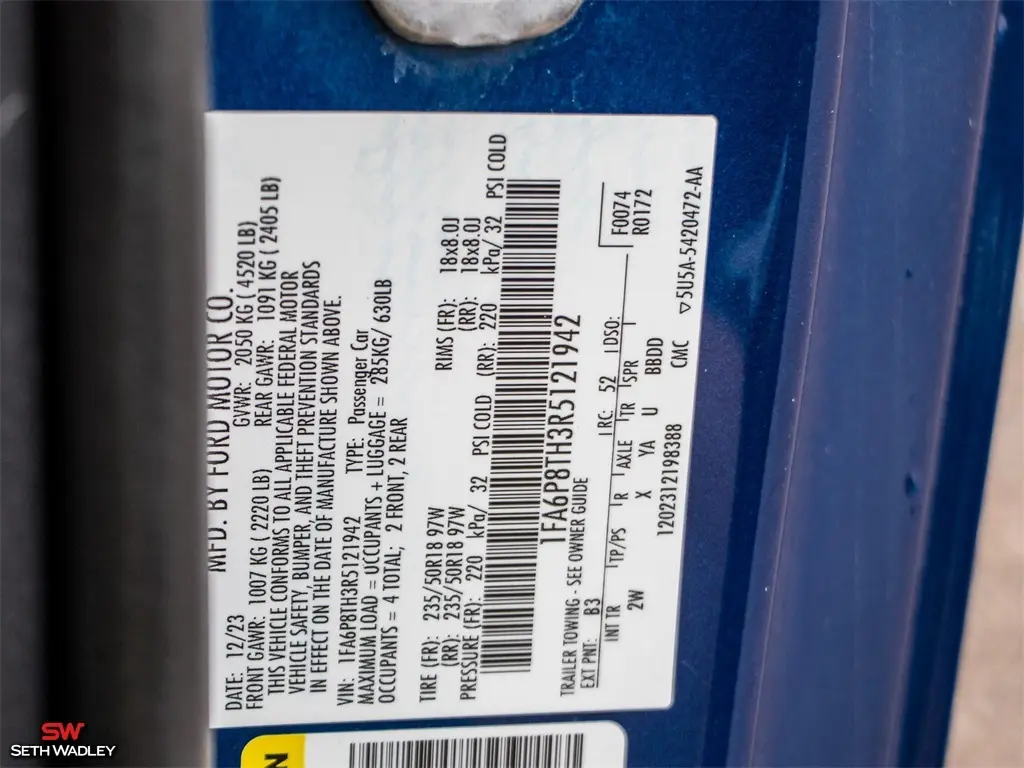 MFD. BY FORD MOTOR CO.
DATE: 12/23 GVWR: 2050 KG ( 4520 LB)
FRONT GAWR: 1007 KG ( 2220 LB) REAR GAWR: 1091 KG ( 2405 LB)
THIS VEHICLE CONFORMS TO ALL APPLICABLE FEDERAL MOTOR
VEHICLE SAFETY, BUMPER, AND THEFT PREVENTION STANDARDS
IN EFFECT ON THE DATE OF MANUFACTURE SHOWN ABOVE.
VIN: 1FA6P8TH3R5121942 TYPE: Passenger Car
MAXIMUM LOAD = OCCUPANTS + LUGGAGE = 285KG/ 630LB
OCCUPANTS = 4 TOTAL; 2 FRONT, 2 REAR
TIRE (FR): 235/50R18 97W RIMS (FR): 18x8.0J
(RR): 235/50R18 97W (RR): 18x8.0J
PRESSURE (FR): 220 kPa/ 32 PSI COLD (RR): 220 kPa/ 32 PSI COLD
1FA6P8TH3R5121942
TRAILER TOWING - SEE OWNER GUIDE
EXT PNT: B3 RC: 52 DSO:
F0074
R0172
INT TR TP/PS R AXLE TR SPR
2W X YA U BBDD
1202312198388 CMC
▽5U5A-5420472-AA
N
SW
SETH WADLEY